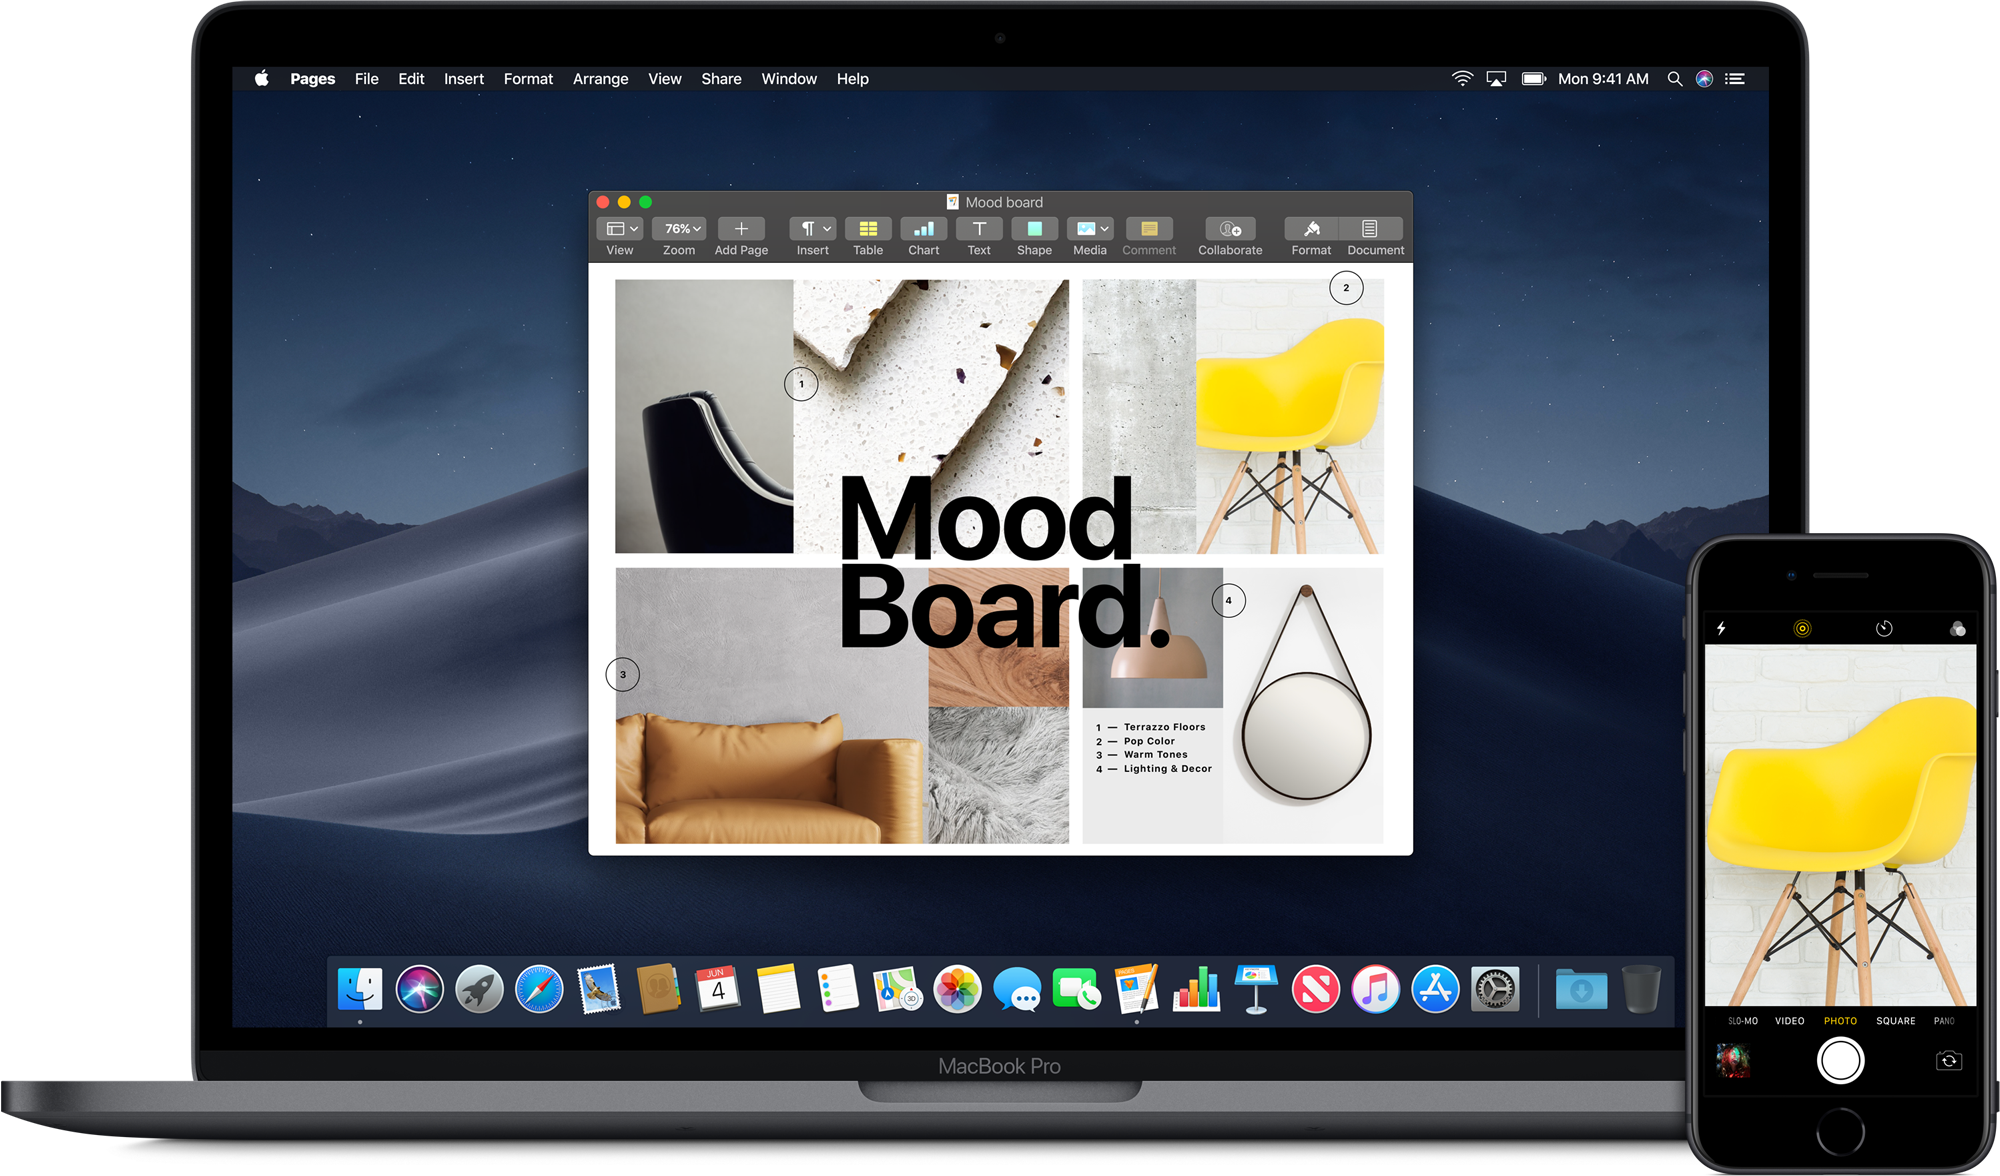 Pages File Edit Insert Format Arrange View Share Window Help
Mon 9:41 AM
Mood board
76%
View Zoom Add Page Insert Table Chart Text Shape Media Comment Collaborate Format Document
2
1
Mood
Board.
4
3
1 — Terrazzo Floors
2 — Pop Color
3 — Warm Tones
4 — Lighting & Decor
JUN
4
3D
PAGES
MacBook Pro
SLO-MO VIDEO PHOTO SQUARE PANO